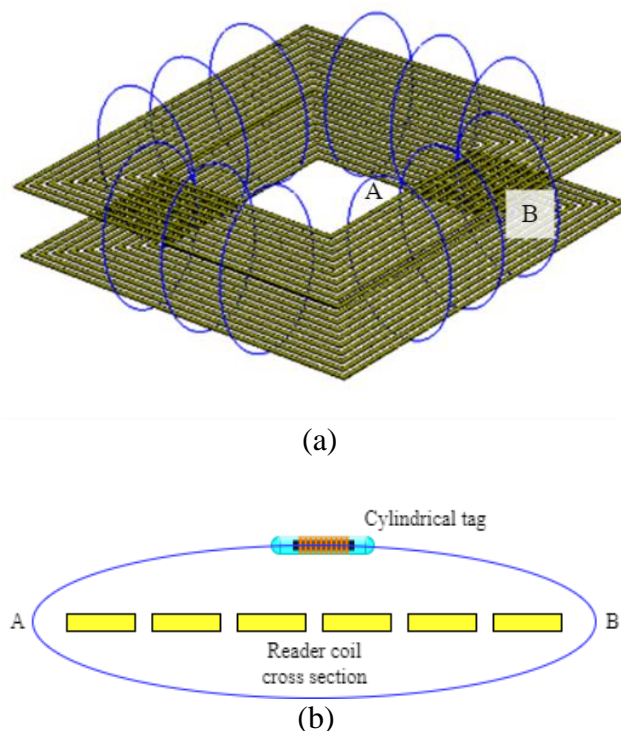 A
B
(a)
Cylindrical tag
A
B
Reader coil
cross section
(b)